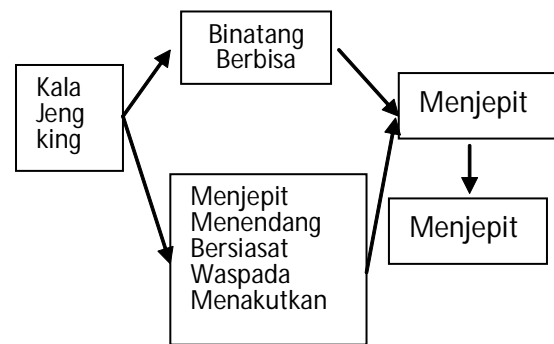 Kala
Jeng
king
Binatang
Berbisa
Menjepit
Menendang
Bersiasat
Waspada
Menakutkan
Menjepit
Menjepit